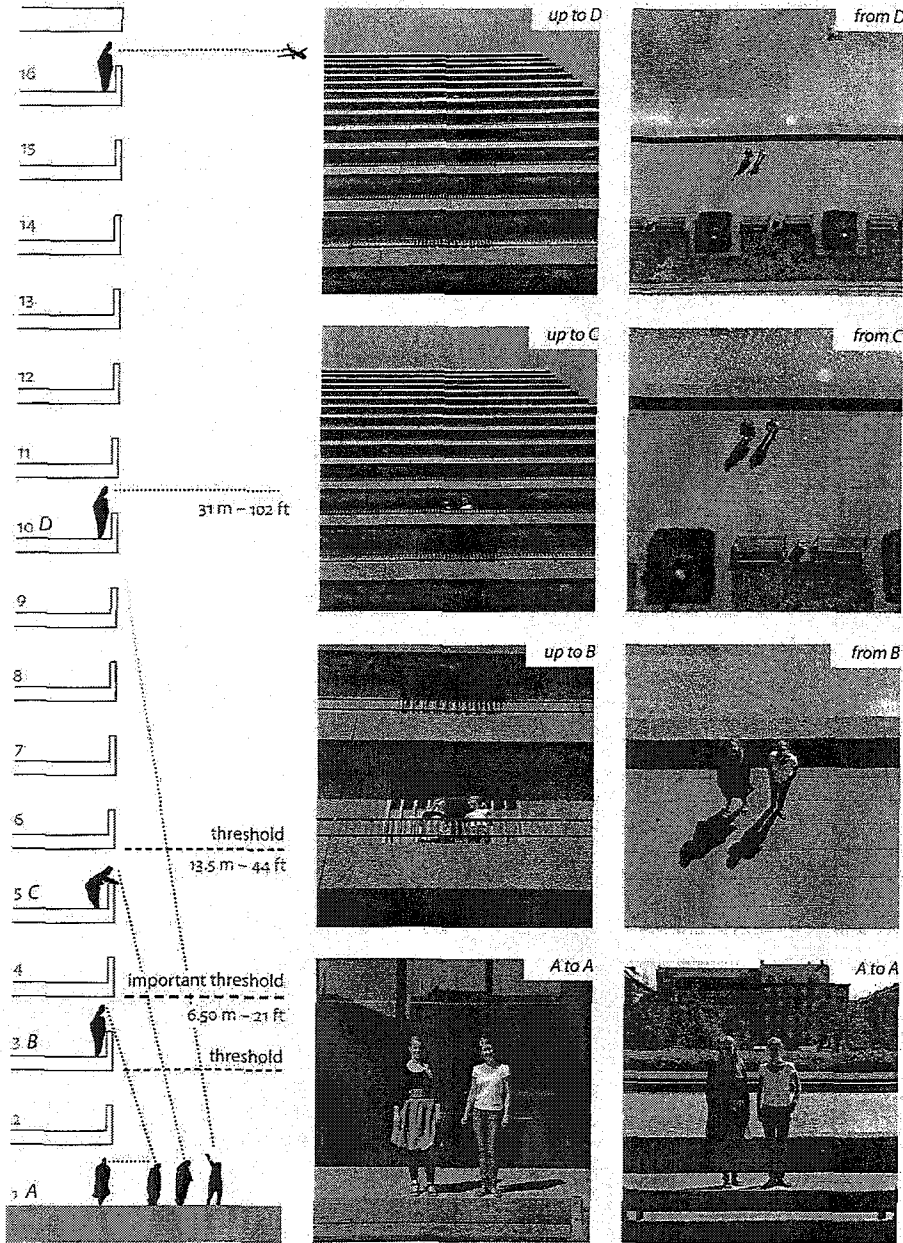 up to D
from D
16
15
14
13
12
11
10 D
31 m – 102 ft
9
8
7
6
threshold
13.5 m – 44 ft
5 C
4
important threshold
6.50 m – 21 ft
3 B
threshold
2
1 A
up to C
from C
up to B
from B
A to A
A to A